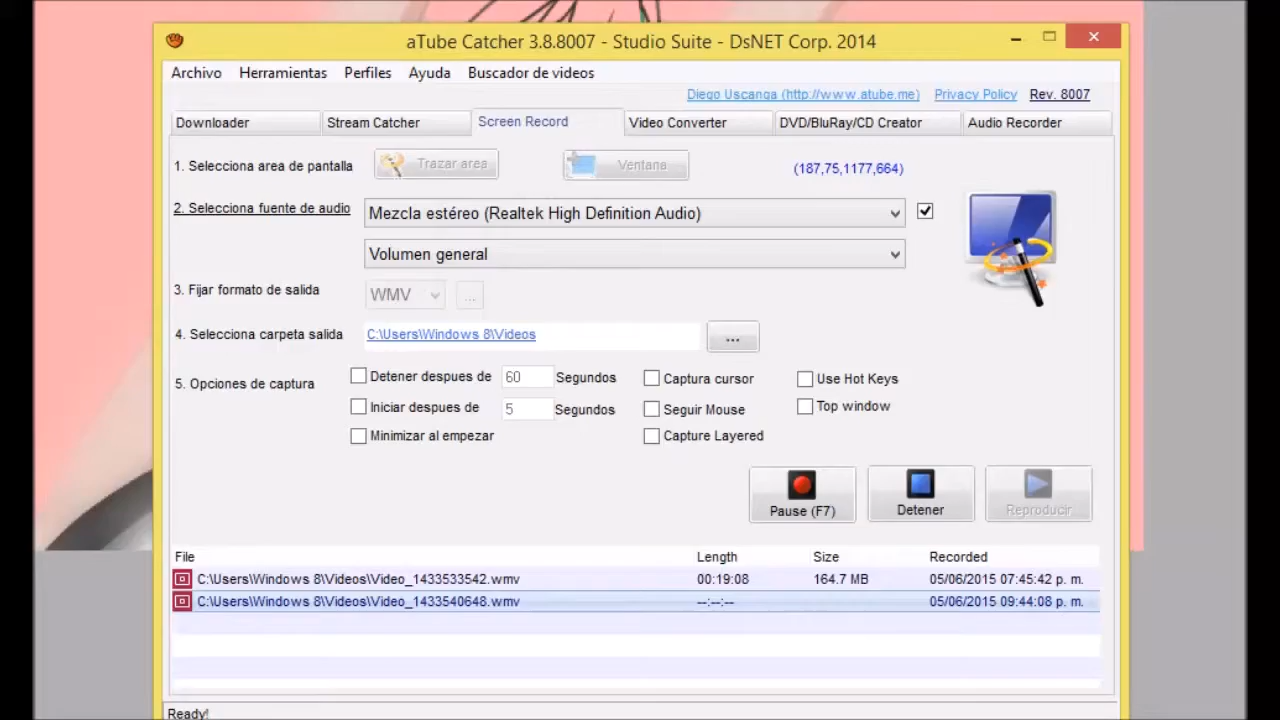 aTube Catcher 3.8.8007 - Studio Suite - DsNET Corp. 2014
Archivo Herramientas Perfiles Ayuda Buscador de videos
Diego Uscanga (http://www.atube.me) Privacy Policy Rev. 8007
Downloader Stream Catcher Screen Record Video Converter DVD/BluRay/CD Creator Audio Recorder
1. Selecciona area de pantalla Trazar area Ventana (187,75,1177,664)
2. Selecciona fuente de audio Mezcla estéreo (Realtek High Definition Audio)
Volumen general
3. Fijar formato de salida WMV ...
4. Selecciona carpeta salida C:\Users\Windows 8\Videos ...
5. Opciones de captura Detener despues de 60 Segundos Captura cursor Use Hot Keys
Iniciar despues de 5 Segundos Seguir Mouse Top window
Minimizar al empezar Capture Layered
Pause (F7) Detener Reproducir
File Length Size Recorded
C:\Users\Windows 8\Videos\Video_1433533542.wmv 00:19:08 164.7 MB 05/06/2015 07:45:42 p. m.
C:\Users\Windows 8\Videos\Video_1433540648.wmv --:--:-- 05/06/2015 09:44:08 p. m.
Ready!